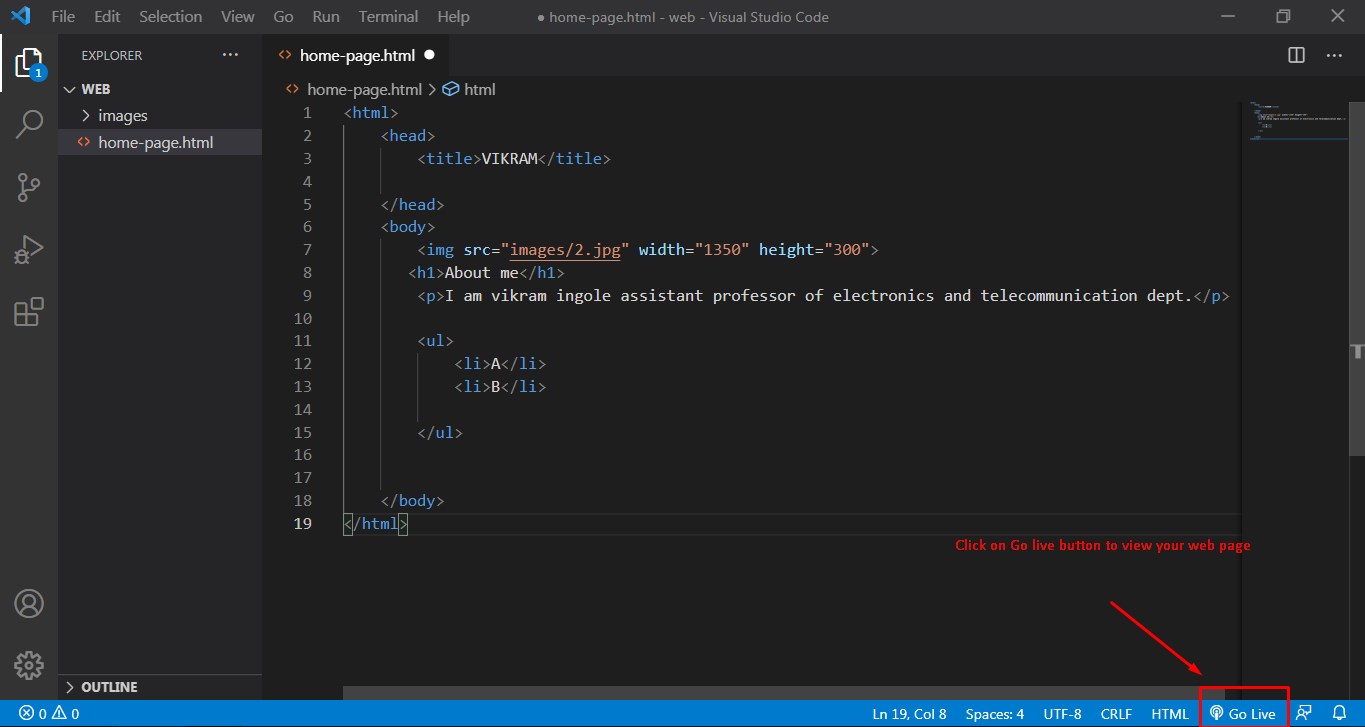 File Edit Selection View Go Run Terminal Help ● home-page.html - web - Visual Studio Code
EXPLORER ··· <> home-page.html ● ···
WEB
images
<> home-page.html
1
<> home-page.html > html
1 <html>
2 <head>
3 <title>VIKRAM</title>
4
5 </head>
6 <body>
7 <img src="images/2.jpg" width="1350" height="300">
8 <h1>About me</h1>
9 <p>I am vikram ingole assistant professor of electronics and telecommunication dept.</p>
10
11 <ul>
12 <li>A</li>
13 <li>B</li>
14
15 </ul>
16
17
18 </body>
19 </html>
Click on Go live button to view your web page
OUTLINE
0 0 Ln 19, Col 8 Spaces: 4 UTF-8 CRLF HTML Go Live